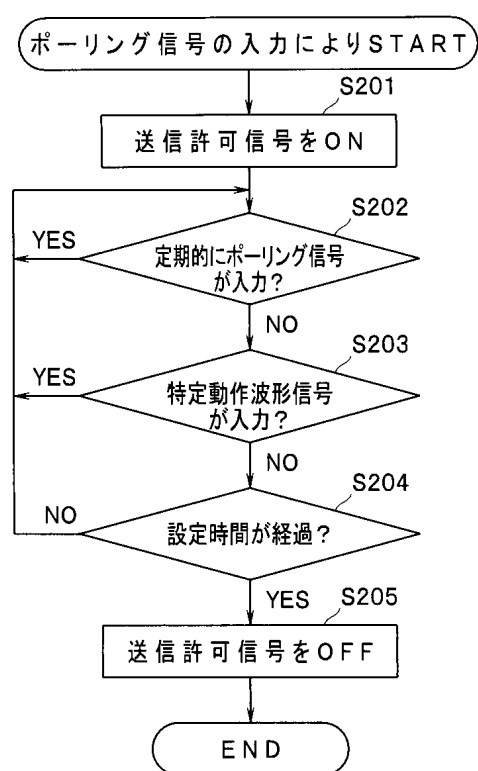 ポーリング信号の入力によりSTART
S201
送信許可信号をON
S202
YES
定期的にポーリング信号
が入力?
NO
S203
YES
特定動作波形信号
が入力?
NO
S204
NO
設定時間が経過?
YES
S205
送信許可信号をOFF
END